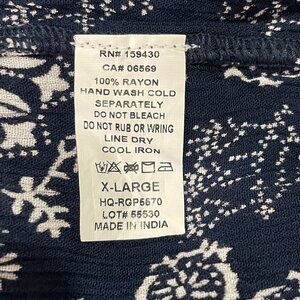 RN# 159430
CA# 06569
100% RAYON
HAND WASH COLD
SEPARATELY
DO NOT BLEACH
DO NOT RUB OR WRING
LINE DRY
COOL IRON
X-LARGE
HQ-RGP5570
LOT# 55530
MADE IN INDIA